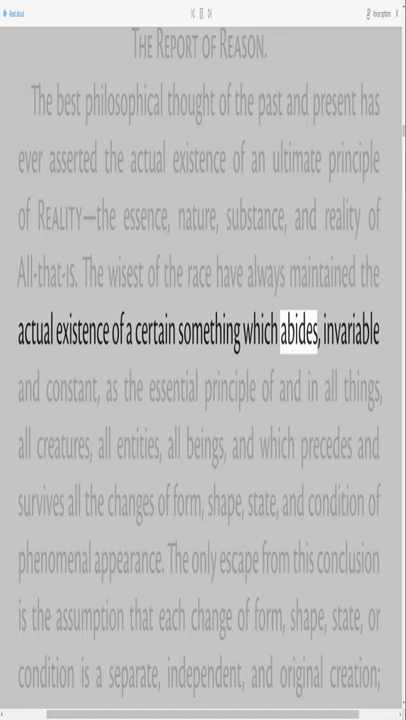 Read aloud
Voice options
THE REPORT OF REASON.
The best philosophical thought of the past and present has
ever asserted the actual existence of an ultimate principle
of REALITY—the essence, nature, substance, and reality of
All-that-is. The wisest of the race have always maintained the
actual existence of a certain something which abides, invariable
and constant, as the essential principle of and in all things,
all creatures, all entities, all beings, and which precedes and
survives all the changes of form, shape, state, and condition of
phenomenal appearance. The only escape from this conclusion
is the assumption that each change of form, shape, state, or
condition is a separate, independent, and original creation;